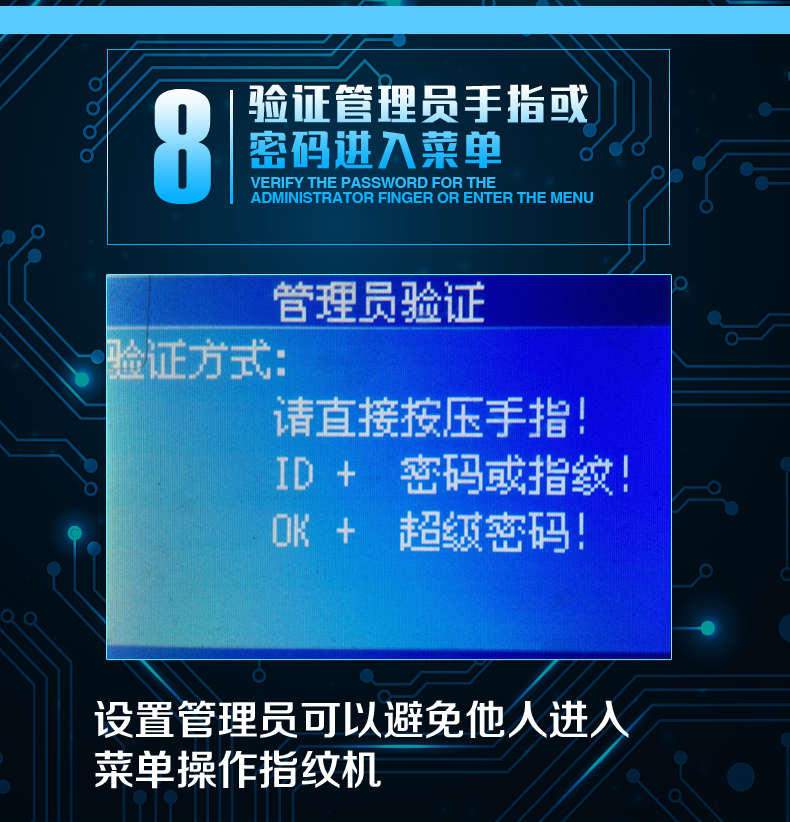 8
验证管理员手指或
密码进入菜单
VERIFY THE PASSWORD FOR THE
ADMINISTRATOR FINGER OR ENTER THE MENU
管理员验证
验证方式:
请直接按压手指!
ID + 密码或指纹!
OK + 超级密码!
设置管理员可以避免他人进入
菜单操作指纹机